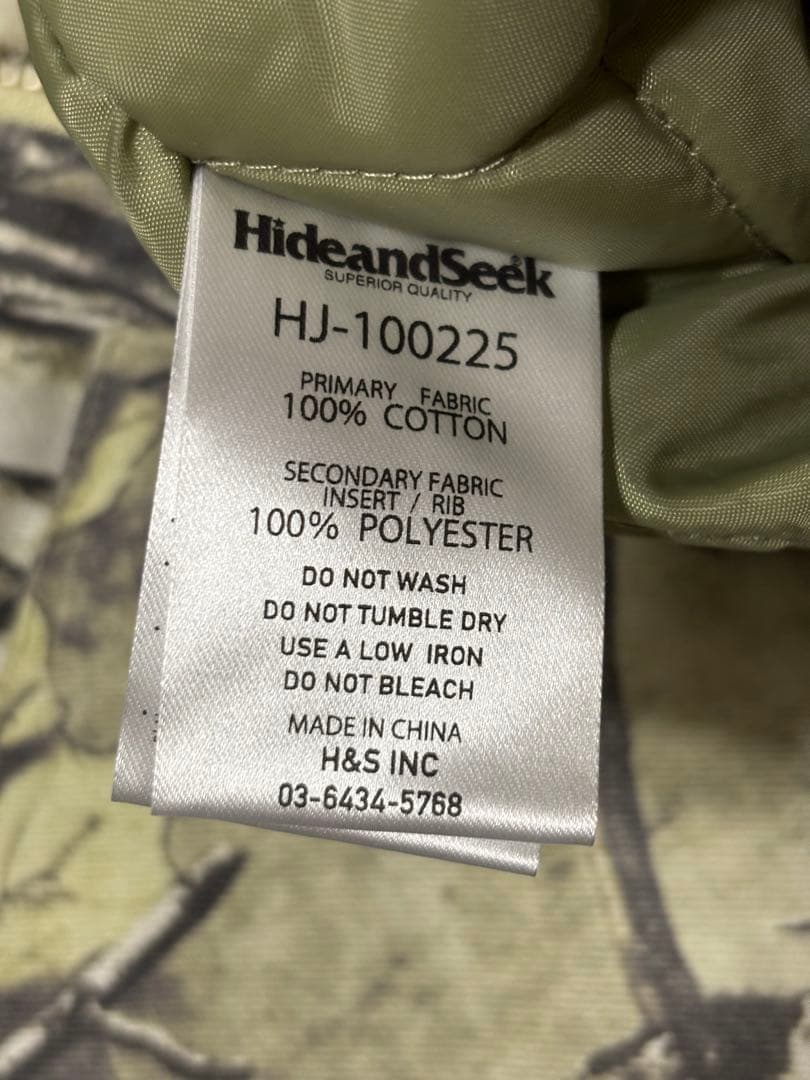 HideandSeek®
SUPERIOR QUALITY
HJ-100225
PRIMARY FABRIC
100% COTTON
SECONDARY FABRIC
INSERT / RIB
100% POLYESTER
DO NOT WASH
DO NOT TUMBLE DRY
USE A LOW IRON
DO NOT BLEACH
MADE IN CHINA
H&S INC
03-6434-5768